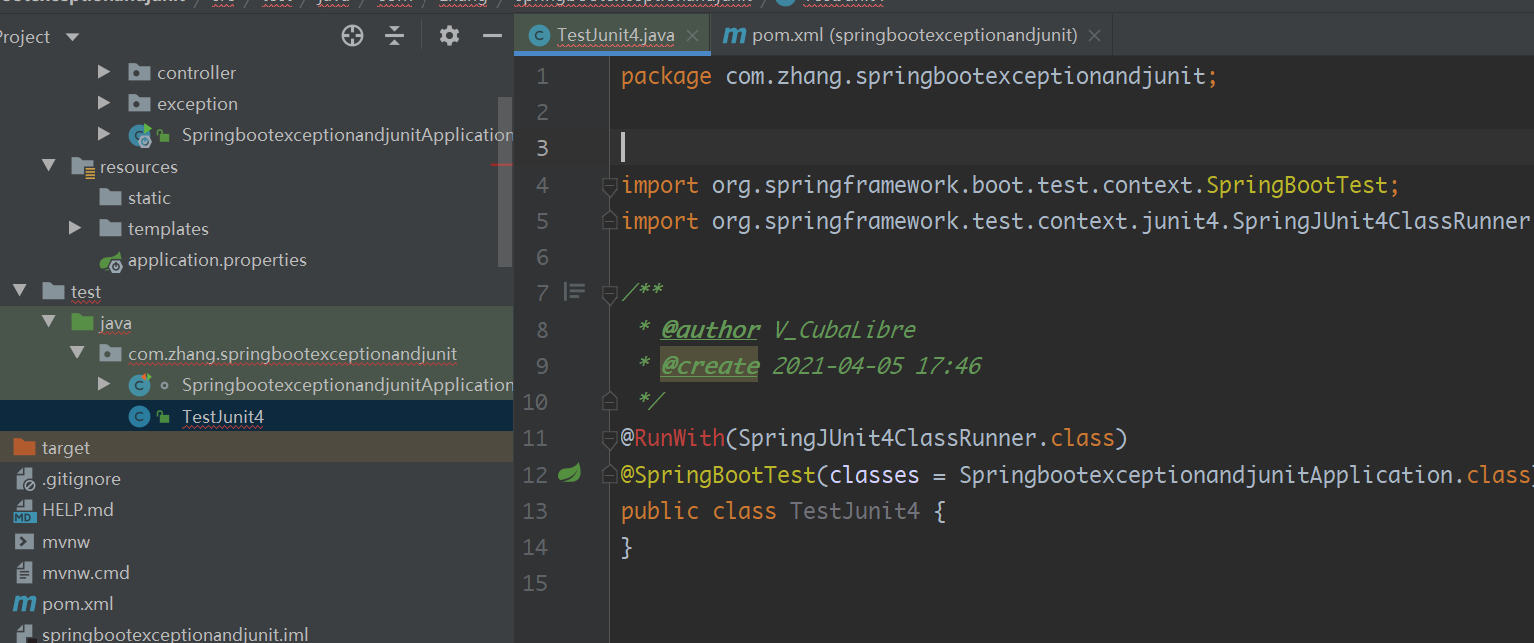 Project
controller
exception
SpringbootexceptionandjunitApplication
resources
static
templates
application.properties
test
java
com.zhang.springbootexceptionandjunit
SpringbootexceptionandjunitApplication
TestJunit4
target
.gitignore
HELP.md
mvnw
mvnw.cmd
pom.xml
springbootexceptionandjunit.iml
TestJunit4.java
pom.xml (springbootexceptionandjunit)
1 package com.zhang.springbootexceptionandjunit;
2
3
4 import org.springframework.boot.test.context.SpringBootTest;
5 import org.springframework.test.context.junit4.SpringJUnit4ClassRunner
6
7 /**
8 * @author V_CubaLibre
9 * @create 2021-04-05 17:46
10 */
11 @RunWith(SpringJUnit4ClassRunner.class)
12 @SpringBootTest(classes = SpringbootexceptionandjunitApplication.class)
13 public class TestJunit4 {
14 }
15